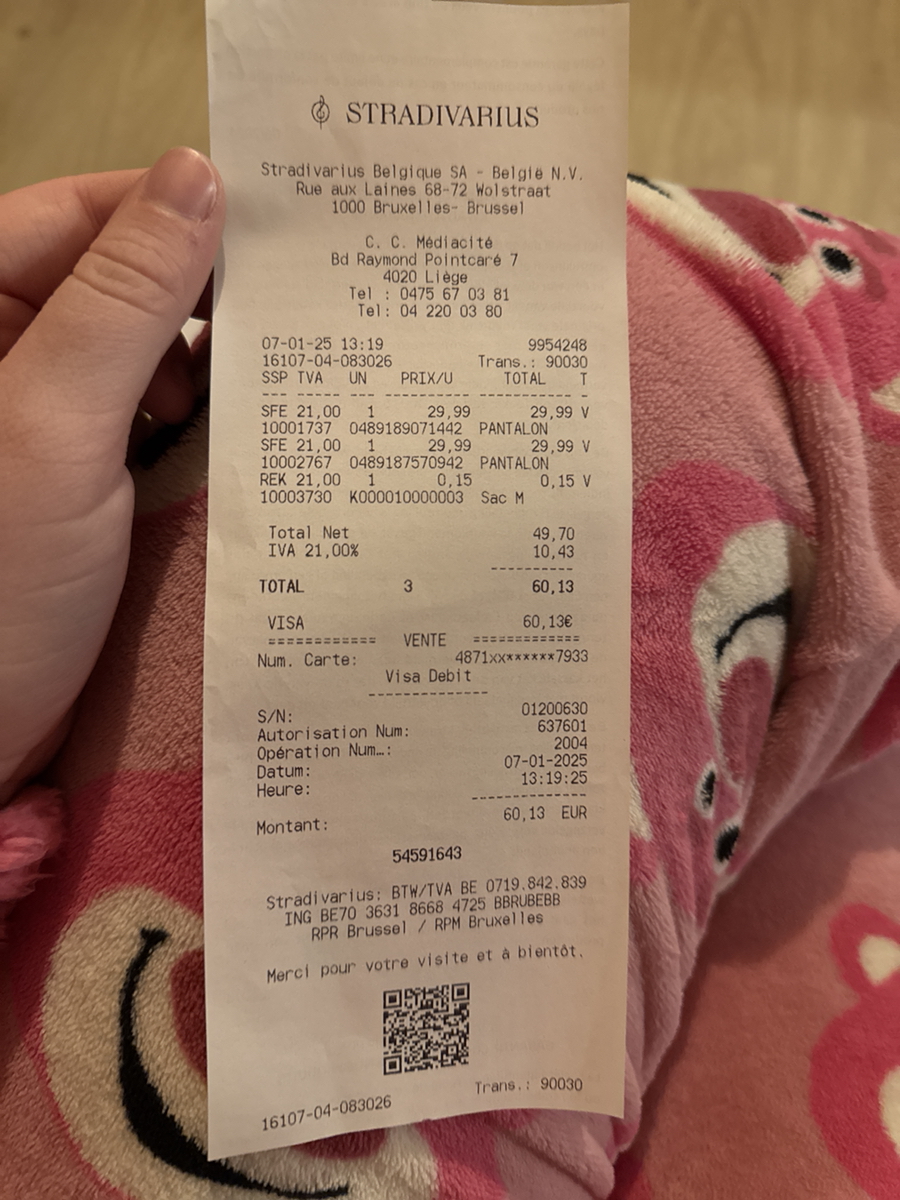 STRADIVARIUS
Stradivarius Belgique SA - België N.V.
Rue aux Laines 68-72 Wolstraat
1000 Bruxelles- Brussel
C. C. Médiacité
Bd Raymond Pointcaré 7
4020 Liège
Tel : 0475 67 03 81
Tel: 04 220 03 80
07-01-25 13:19 9954248
16107-04-083026 Trans.: 90030
SSP TVA UN PRIX/U TOTAL T
--- ---- --- --------- ----------- -
SFE 21,00 1 29,99 29,99 V
10001737 0489189071442 PANTALON
SFE 21,00 1 29,99 29,99 V
10002767 0489187570942 PANTALON
REK 21,00 1 0,15 0,15 V
10003730 K000010000003 Sac M
Total Net 49,70
IVA 21,00% 10,43
----------
TOTAL 3 60,13
VISA 60,13€
============ VENTE ============
Num. Carte: 4871xx******7933
Visa Debit
--------------
S/N: 01200630
Autorisation Num: 637601
Opération Num…: 2004
Datum: 07-01-2025
Heure: 13:19:25
--------------
Montant: 60,13 EUR
54591643
Stradivarius: BTW/TVA BE 0719.842.839
ING BE70 3631 8668 4725 BBRUBEBB
RPR Brussel / RPM Bruxelles
Merci pour votre visite et à bientôt.
16107-04-083026 Trans.: 90030